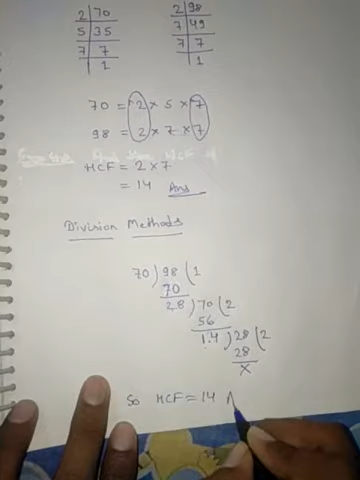 2 | 70
5 | 35
7 | 7
1
2 | 98
7 | 49
7 | 7
1
70 = 2 × 5 × 7
98 = 2 × 7 × 7
HCF = 2 × 7
= 14 Ans
Division Methods
70 ) 98 ( 1
70
28 ) 70 ( 2
56
14 ) 28 ( 2
28
×
So HCF = 14 A